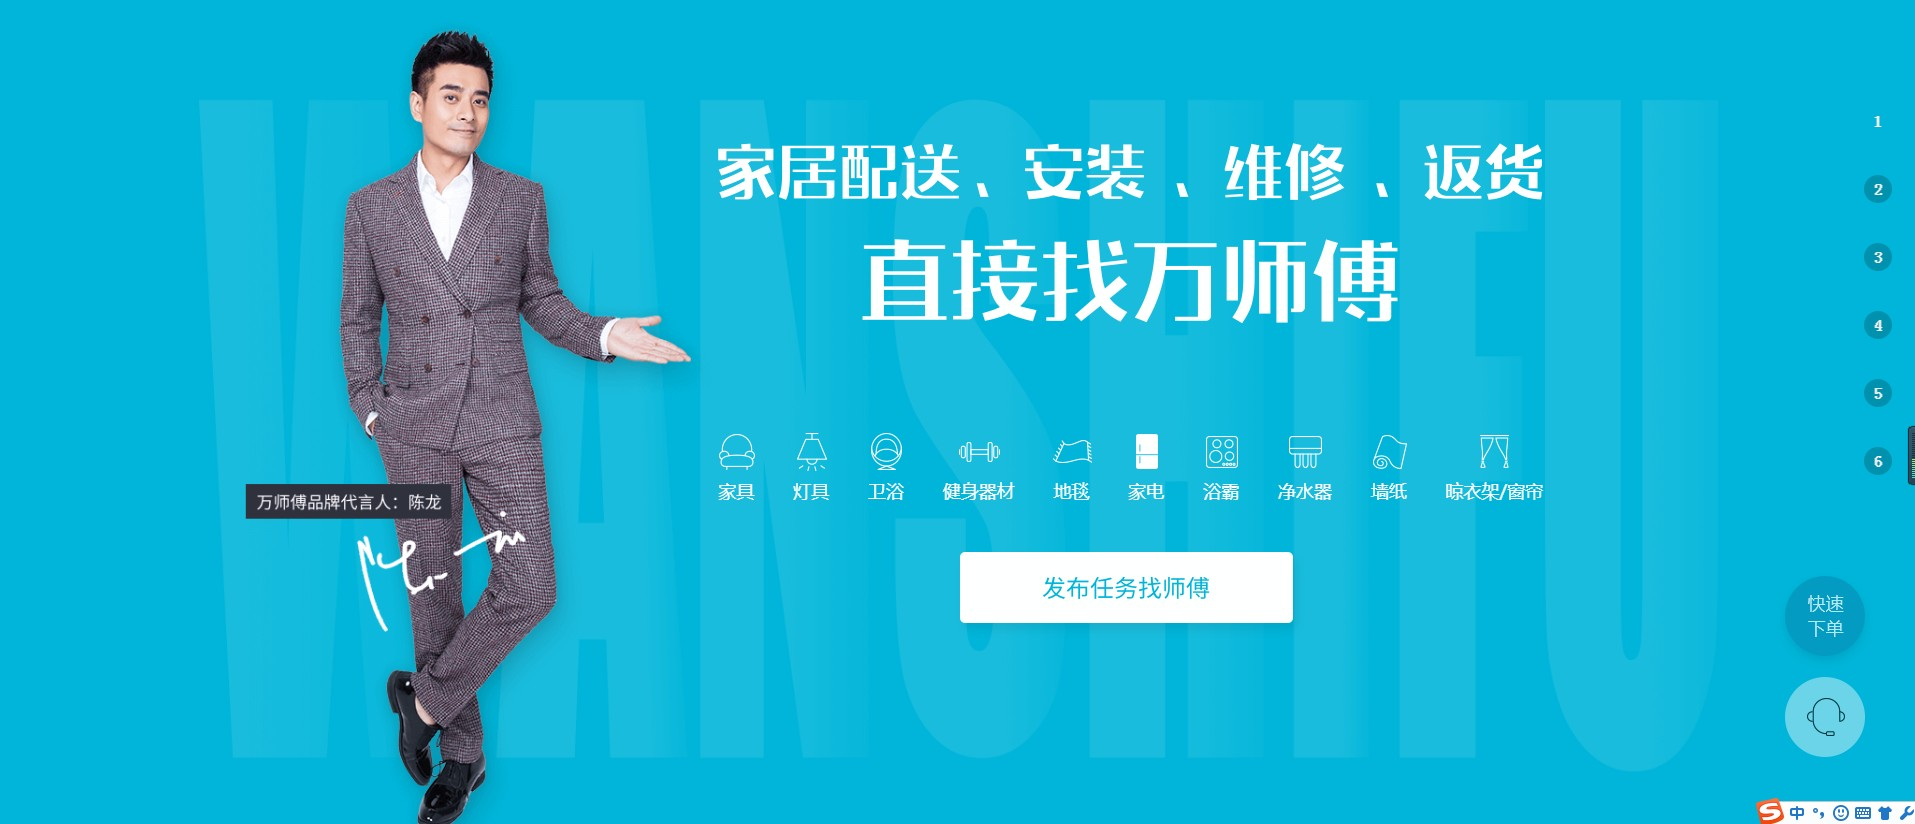 WANSHIFU
家居配送、安装、维修、返货
直接找万师傅
家具 灯具 卫浴 健身器材 地毯 家电 浴霸 净水器 墙纸 晾衣架/窗帘
万师傅品牌代言人：陈龙
发布任务找师傅
1
2
3
4
5
6
快速
下单
S 中